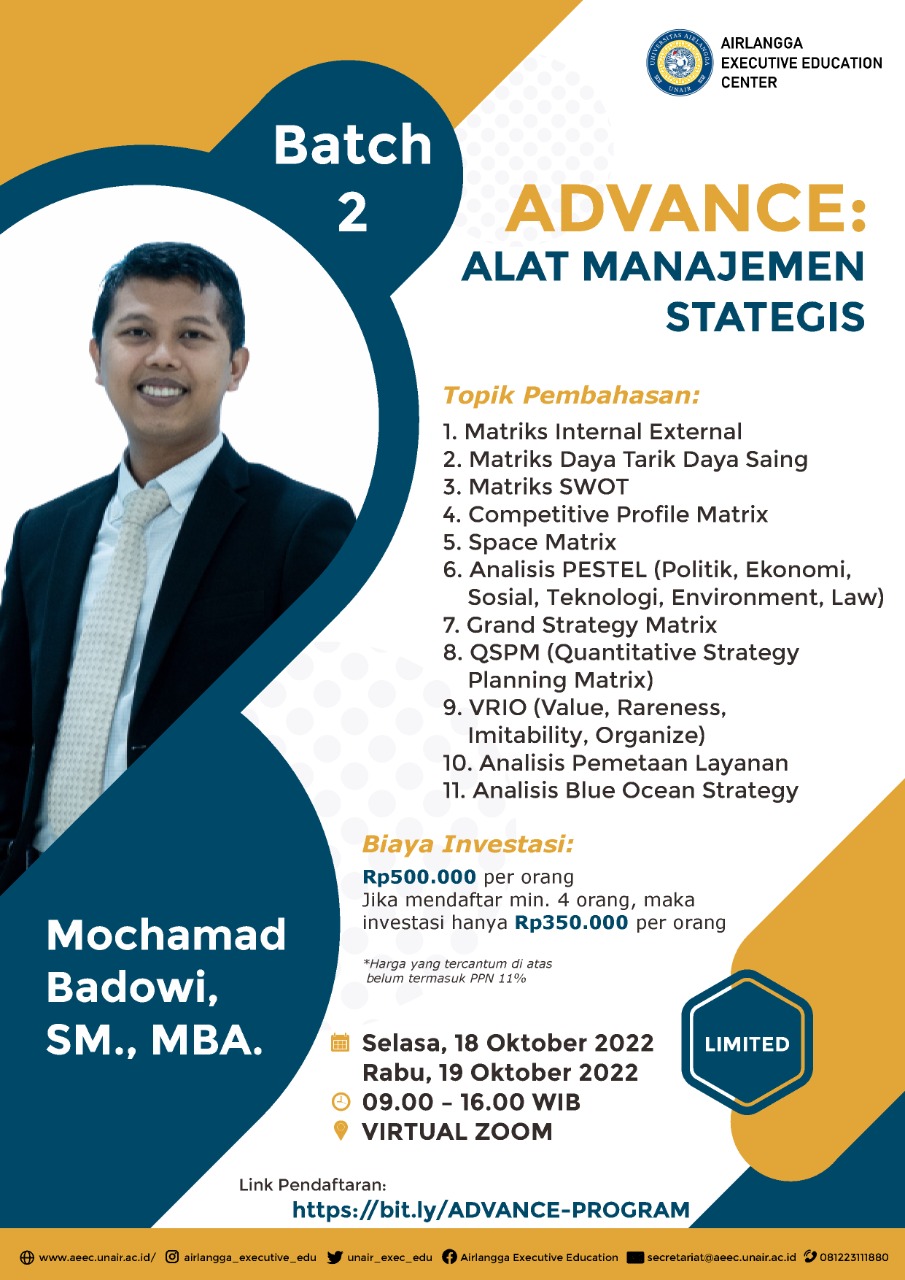 AIRLANGGA
EXECUTIVE EDUCATION
CENTER
UNIVERSITAS AIRLANGGA
UNAIR
Batch
2
ADVANCE:
ALAT MANAJEMEN
STATEGIS
Topik Pembahasan:
1. Matriks Internal External
2. Matriks Daya Tarik Daya Saing
3. Matriks SWOT
4. Competitive Profile Matrix
5. Space Matrix
6. Analisis PESTEL (Politik, Ekonomi,
Sosial, Teknologi, Environment, Law)
7. Grand Strategy Matrix
8. QSPM (Quantitative Strategy
Planning Matrix)
9. VRIO (Value, Rareness,
Imitability, Organize)
10. Analisis Pemetaan Layanan
11. Analisis Blue Ocean Strategy
Biaya Investasi:
Rp500.000 per orang
Jika mendaftar min. 4 orang, maka
investasi hanya Rp350.000 per orang
*Harga yang tercantum di atas
belum termasuk PPN 11%
Mochamad
Badowi,
SM., MBA.
Selasa, 18 Oktober 2022
Rabu, 19 Oktober 2022
09.00 – 16.00 WIB
VIRTUAL ZOOM
LIMITED
Link Pendaftaran:
https://bit.ly/ADVANCE-PROGRAM
www.aeec.unair.ac.id/ airlangga_executive_edu unair_exec_edu Airlangga Executive Education secretariat@aeec.unair.ac.id 081223111880